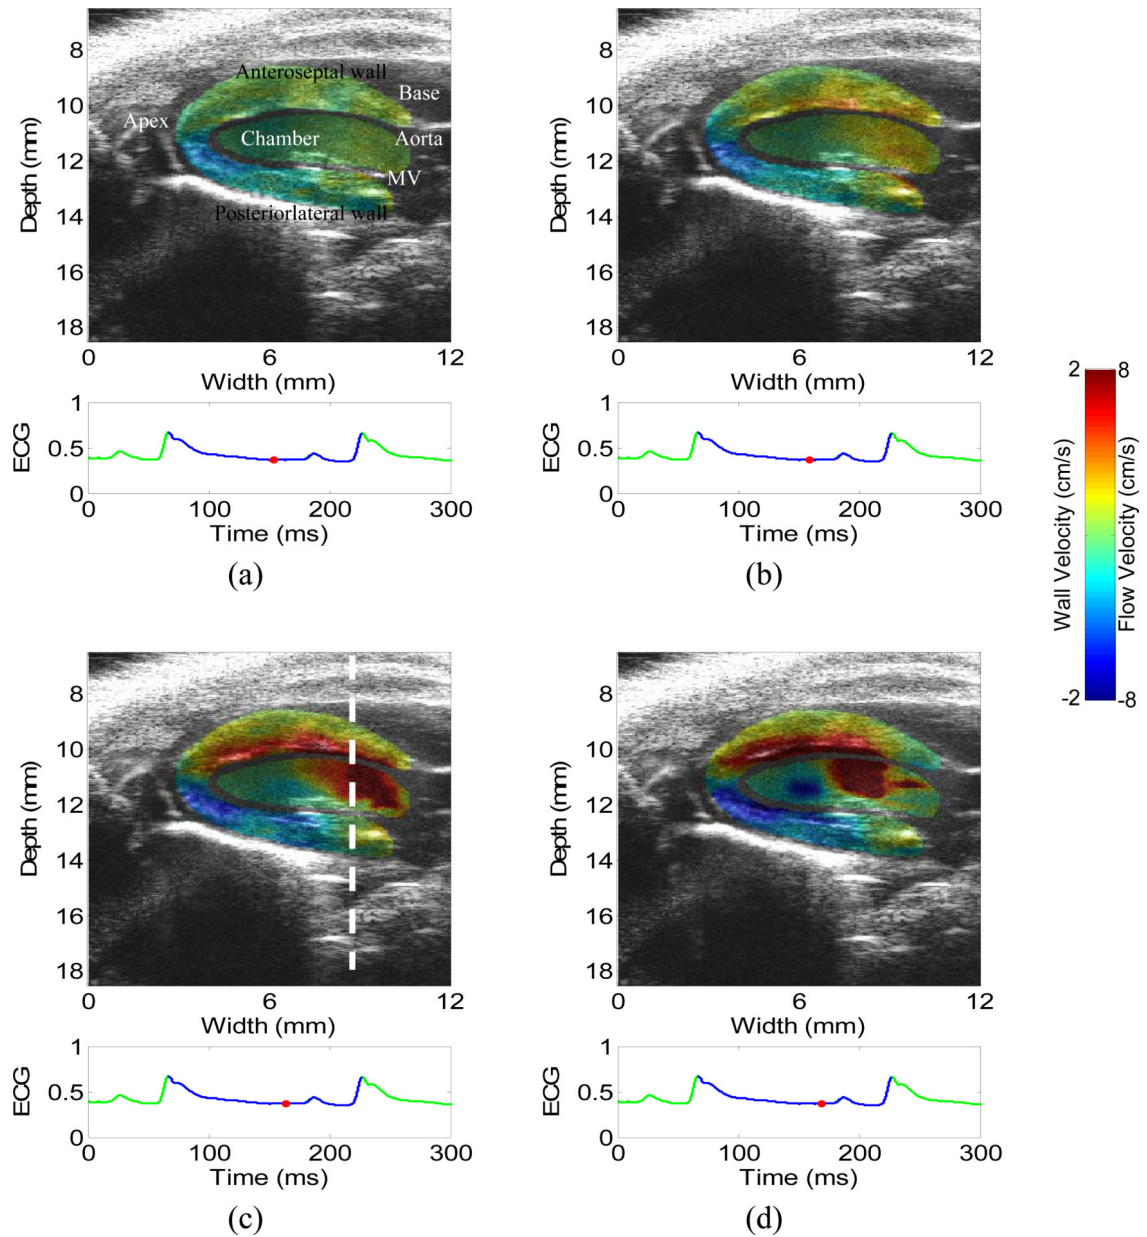 8
10
12
14
16
18
Depth (mm)
Anteroseptal wall
Base
Apex
Chamber
Aorta
MV
Posteriorlateral wall
0 6 12
Width (mm)
1
0.5
0
ECG
0 100 200 300
Time (ms)
(a)
8
10
12
14
16
18
Depth (mm)
0 6 12
Width (mm)
1
0.5
0
ECG
0 100 200 300
Time (ms)
(b)
2 8
Wall Velocity (cm/s)
Flow Velocity (cm/s)
-2 -8
8
10
12
14
16
18
Depth (mm)
0 6 12
Width (mm)
1
0.5
0
ECG
0 100 200 300
Time (ms)
(c)
8
10
12
14
16
18
Depth (mm)
0 6 12
Width (mm)
1
0.5
0
ECG
0 100 200 300
Time (ms)
(d)